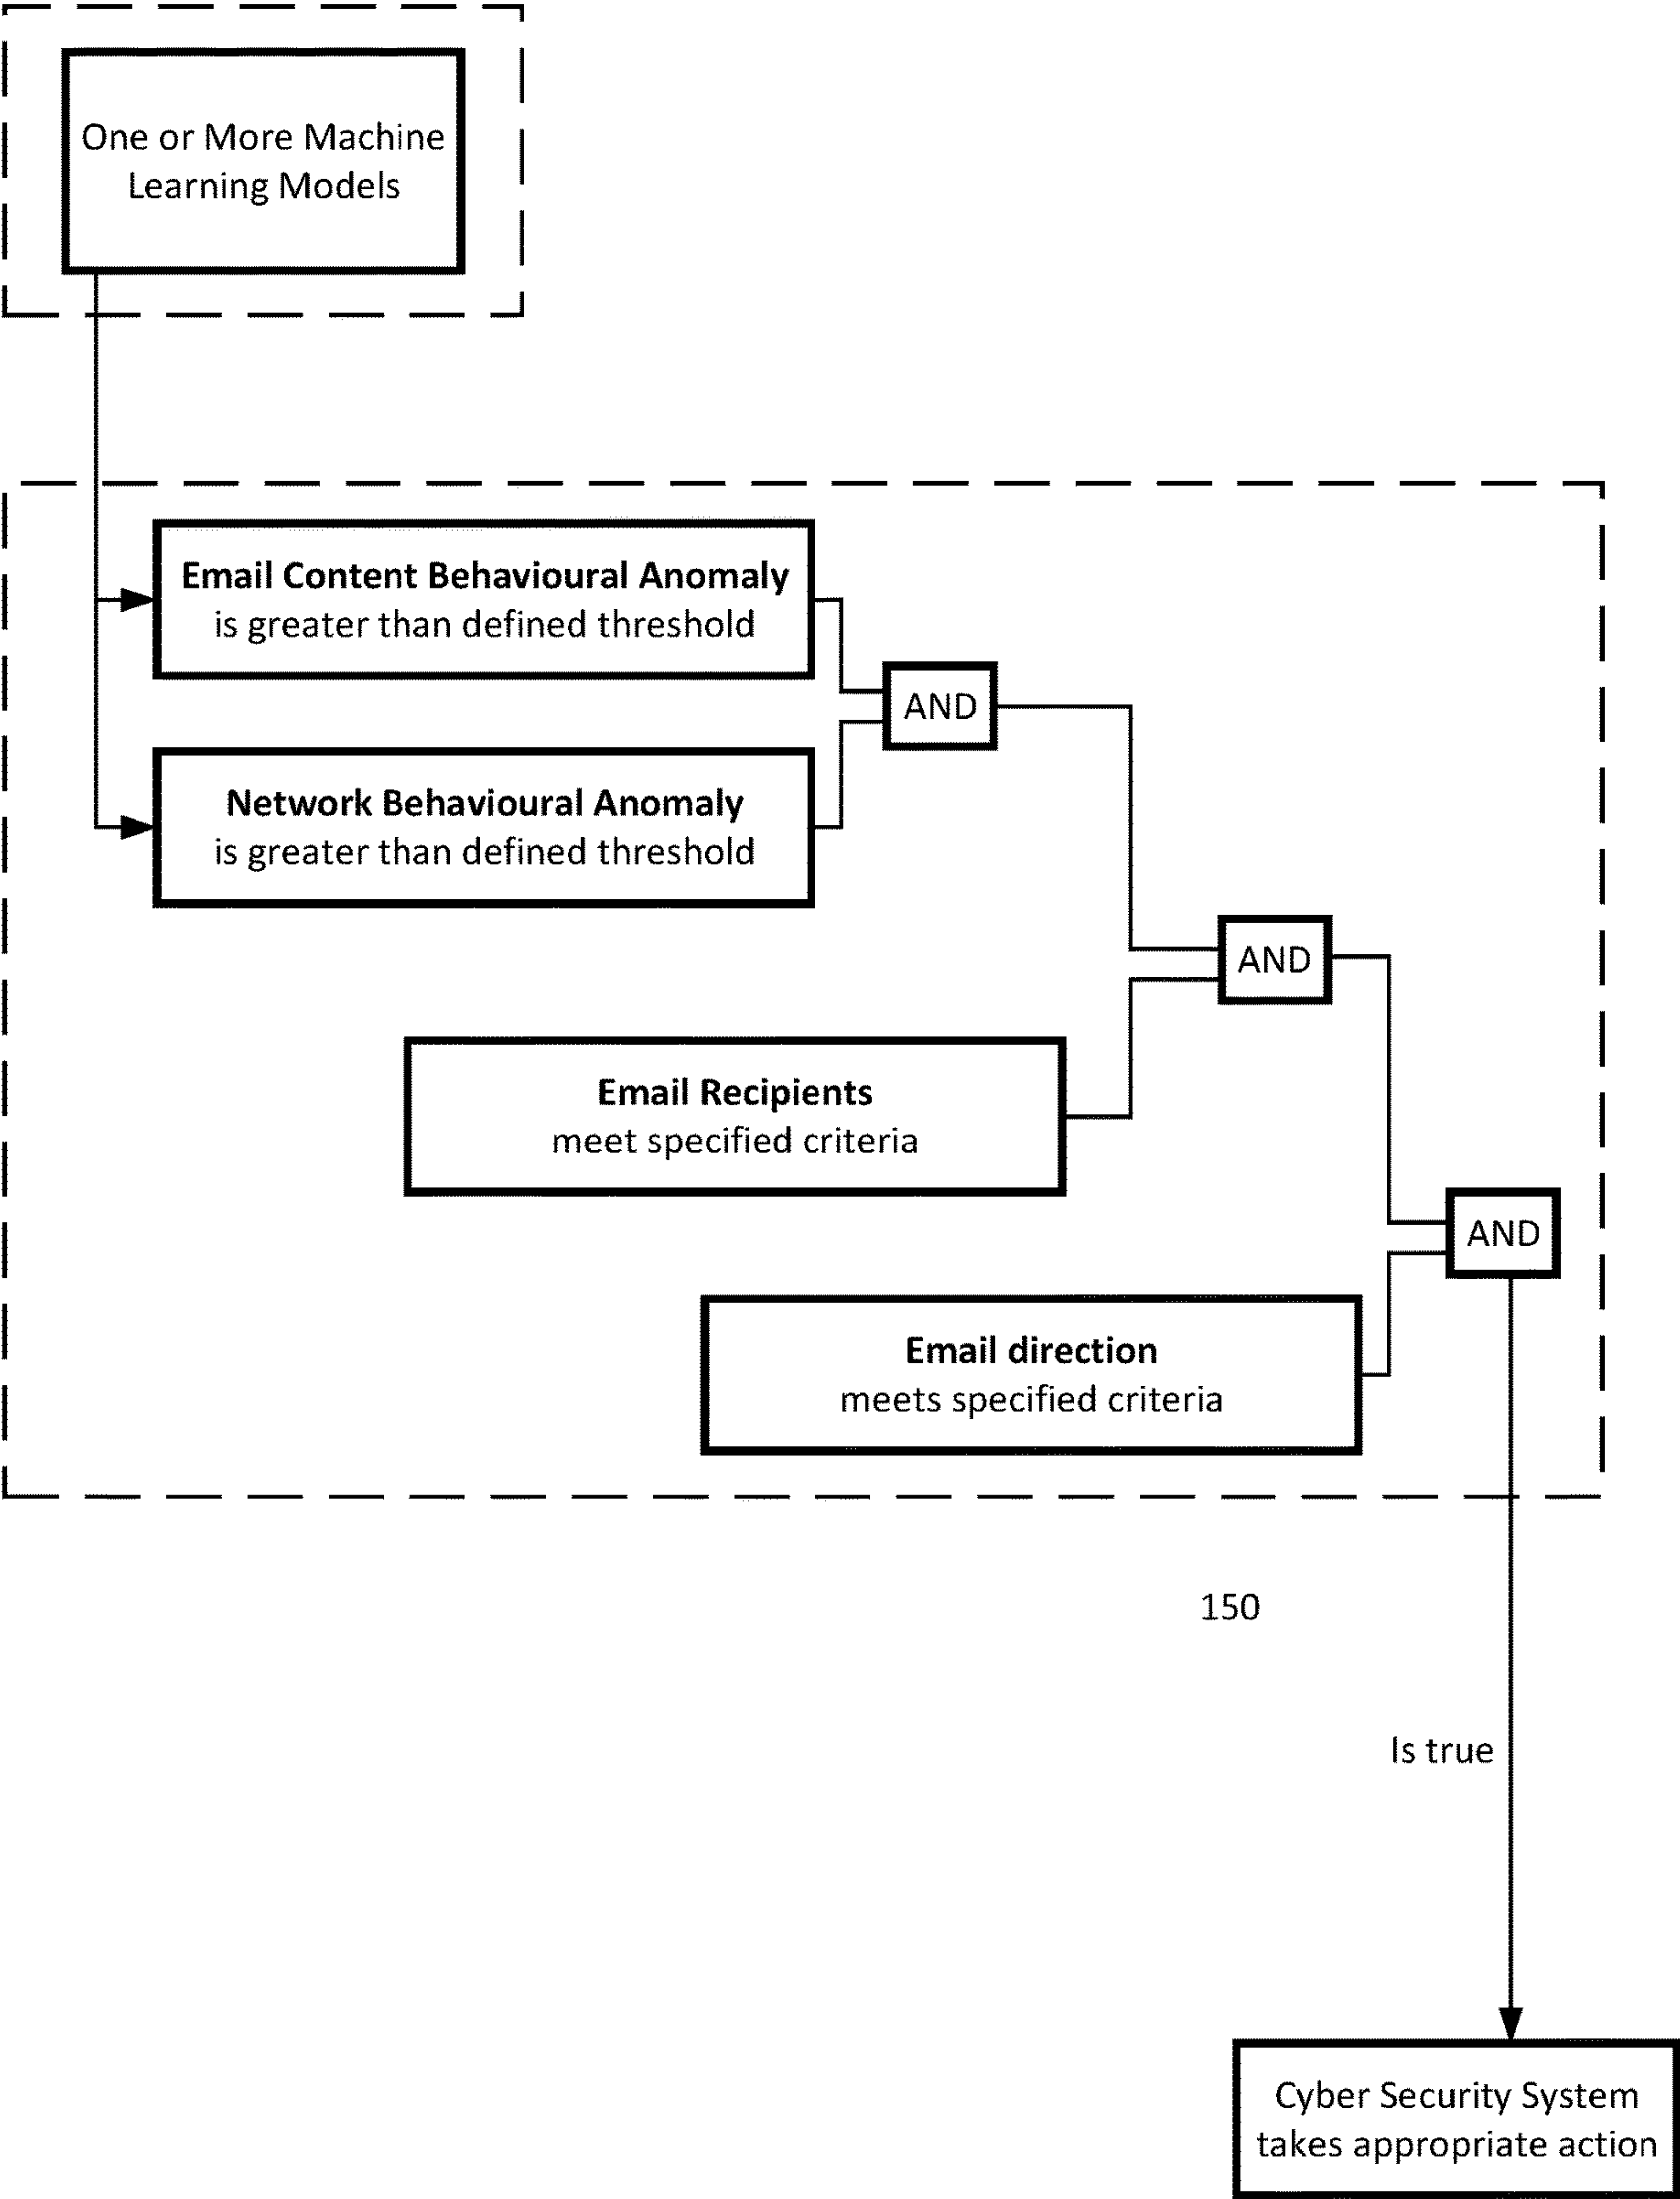 One or More Machine
Learning Models
Email Content Behavioural Anomaly
is greater than defined threshold
AND
Network Behavioural Anomaly
is greater than defined threshold
AND
Email Recipients
meet specified criteria
AND
Email direction
meets specified criteria
150
Is true
Cyber Security System
takes appropriate action